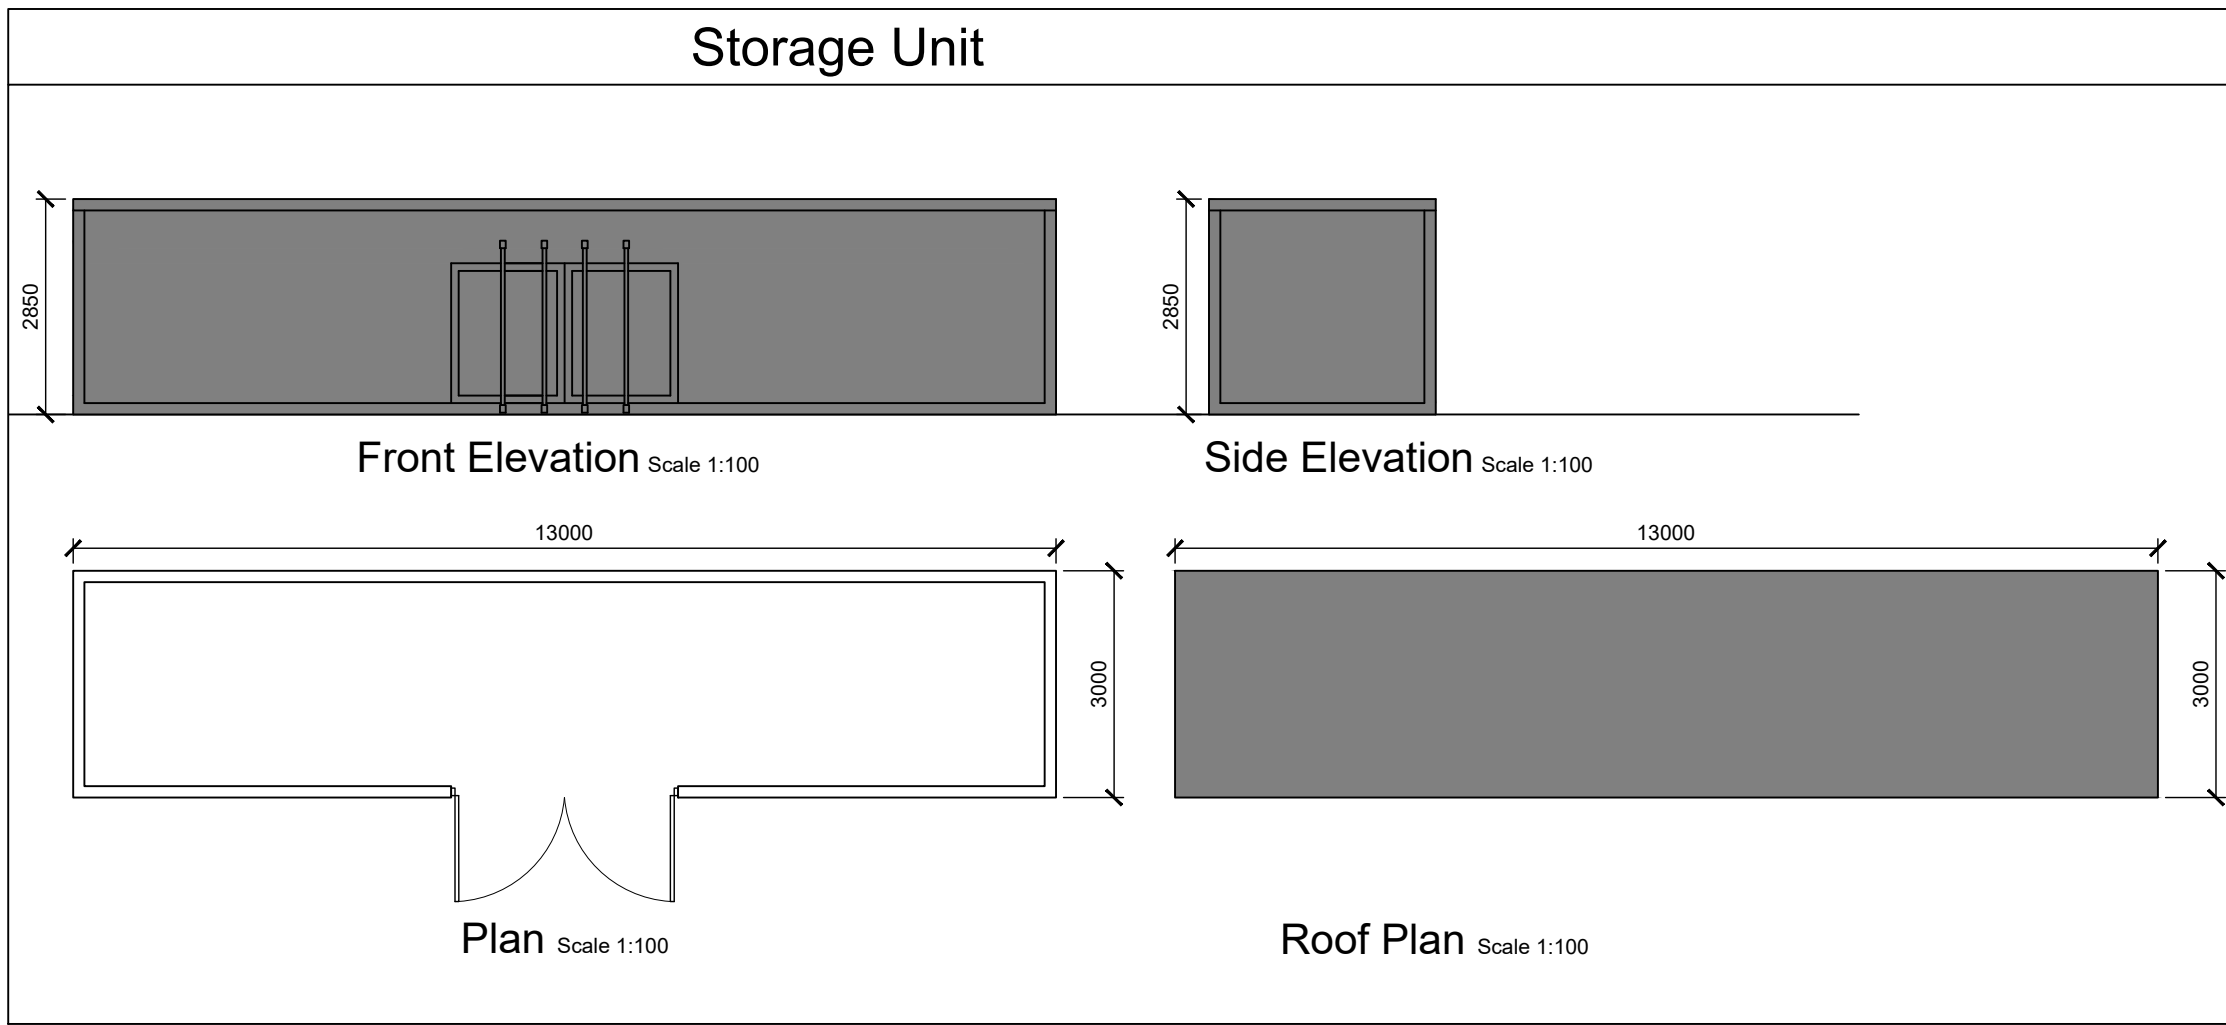 Storage Unit
2850
2850
Front Elevation Scale 1:100
Side Elevation Scale 1:100
13000
13000
3000
3000
Plan Scale 1:100
Roof Plan Scale 1:100